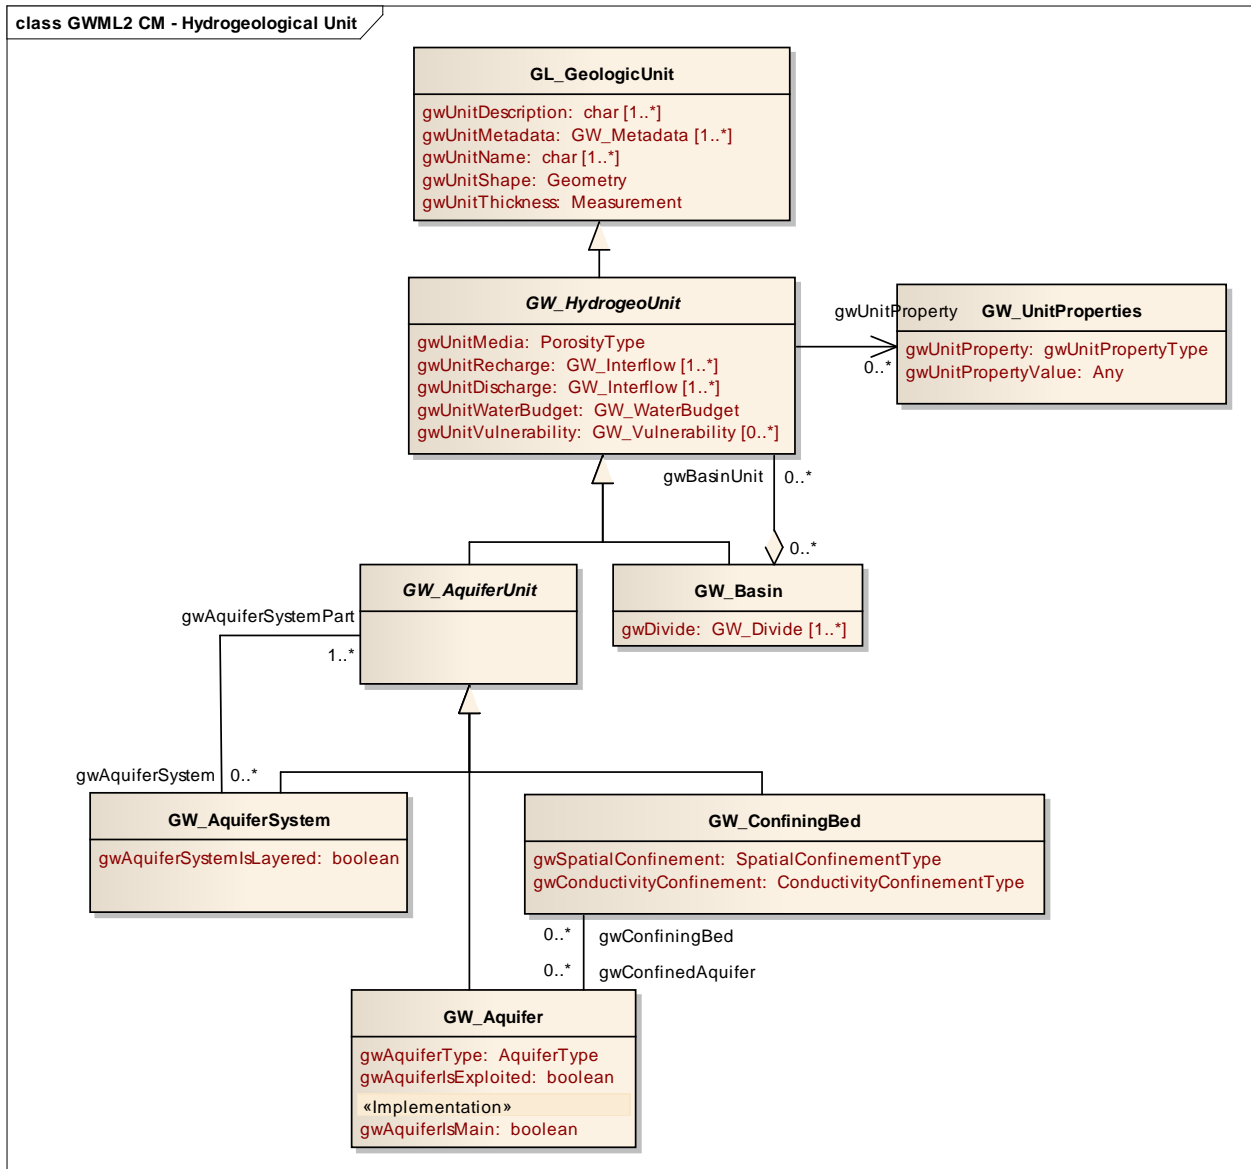 class GWML2 CM - Hydrogeological Unit
GL_GeologicUnit
gwUnitDescription: char [1..*]
gwUnitMetadata: GW_Metadata [1..*]
gwUnitName: char [1..*]
gwUnitShape: Geometry
gwUnitThickness: Measurement
GW_HydrogeoUnit
gwUnitMedia: PorosityType
gwUnitRecharge: GW_Interflow [1..*]
gwUnitDischarge: GW_Interflow [1..*]
gwUnitWaterBudget: GW_WaterBudget
gwUnitVulnerability: GW_Vulnerability [0..*]
gwUnitProperty
0..*
GW_UnitProperties
gwUnitProperty: gwUnitPropertyType
gwUnitPropertyValue: Any
gwBasinUnit
0..*
0..*
GW_AquiferUnit
GW_Basin
gwDivide: GW_Divide [1..*]
gwAquiferSystemPart
1..*
gwAquiferSystem
0..*
GW_AquiferSystem
gwAquiferSystemIsLayered: boolean
GW_ConfiningBed
gwSpatialConfinement: SpatialConfinementType
gwConductivityConfinement: ConductivityConfinementType
0..* gwConfiningBed
0..* gwConfinedAquifer
GW_Aquifer
gwAquiferType: AquiferType
gwAquiferIsExploited: boolean
«Implementation»
gwAquiferIsMain: boolean